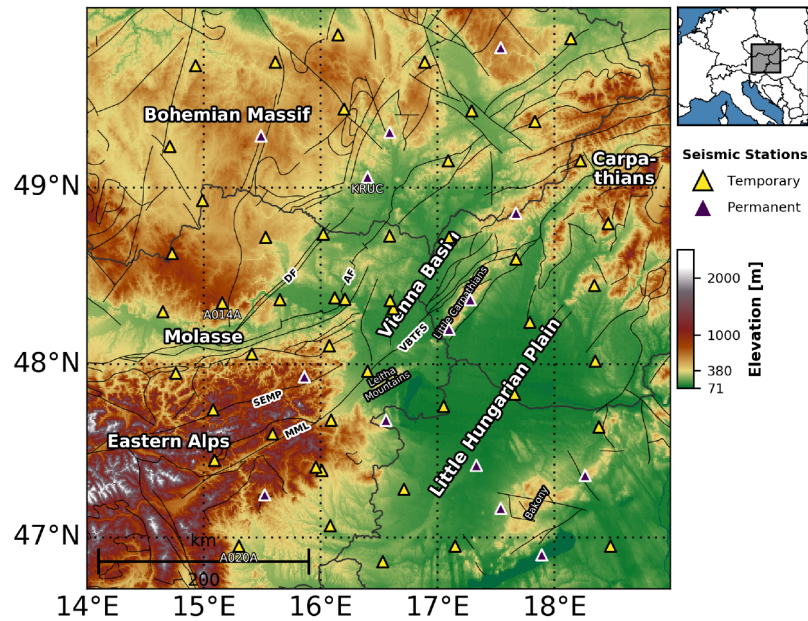 Bohemian Massif
Carpa-
thians
KRUC
49°N
DF
AF
Vienna Basin
Little Carpathians
A014A
VBTFS
Molasse
48°N
Leitha
Mountains
SEMP
MML
Eastern Alps
Little Hungarian Plain
Bakony
47°N
km
A020A
200
14°E
15°E
16°E
17°E
18°E
Seismic Stations
Temporary
Permanent
2000
1000
380
71
Elevation [m]